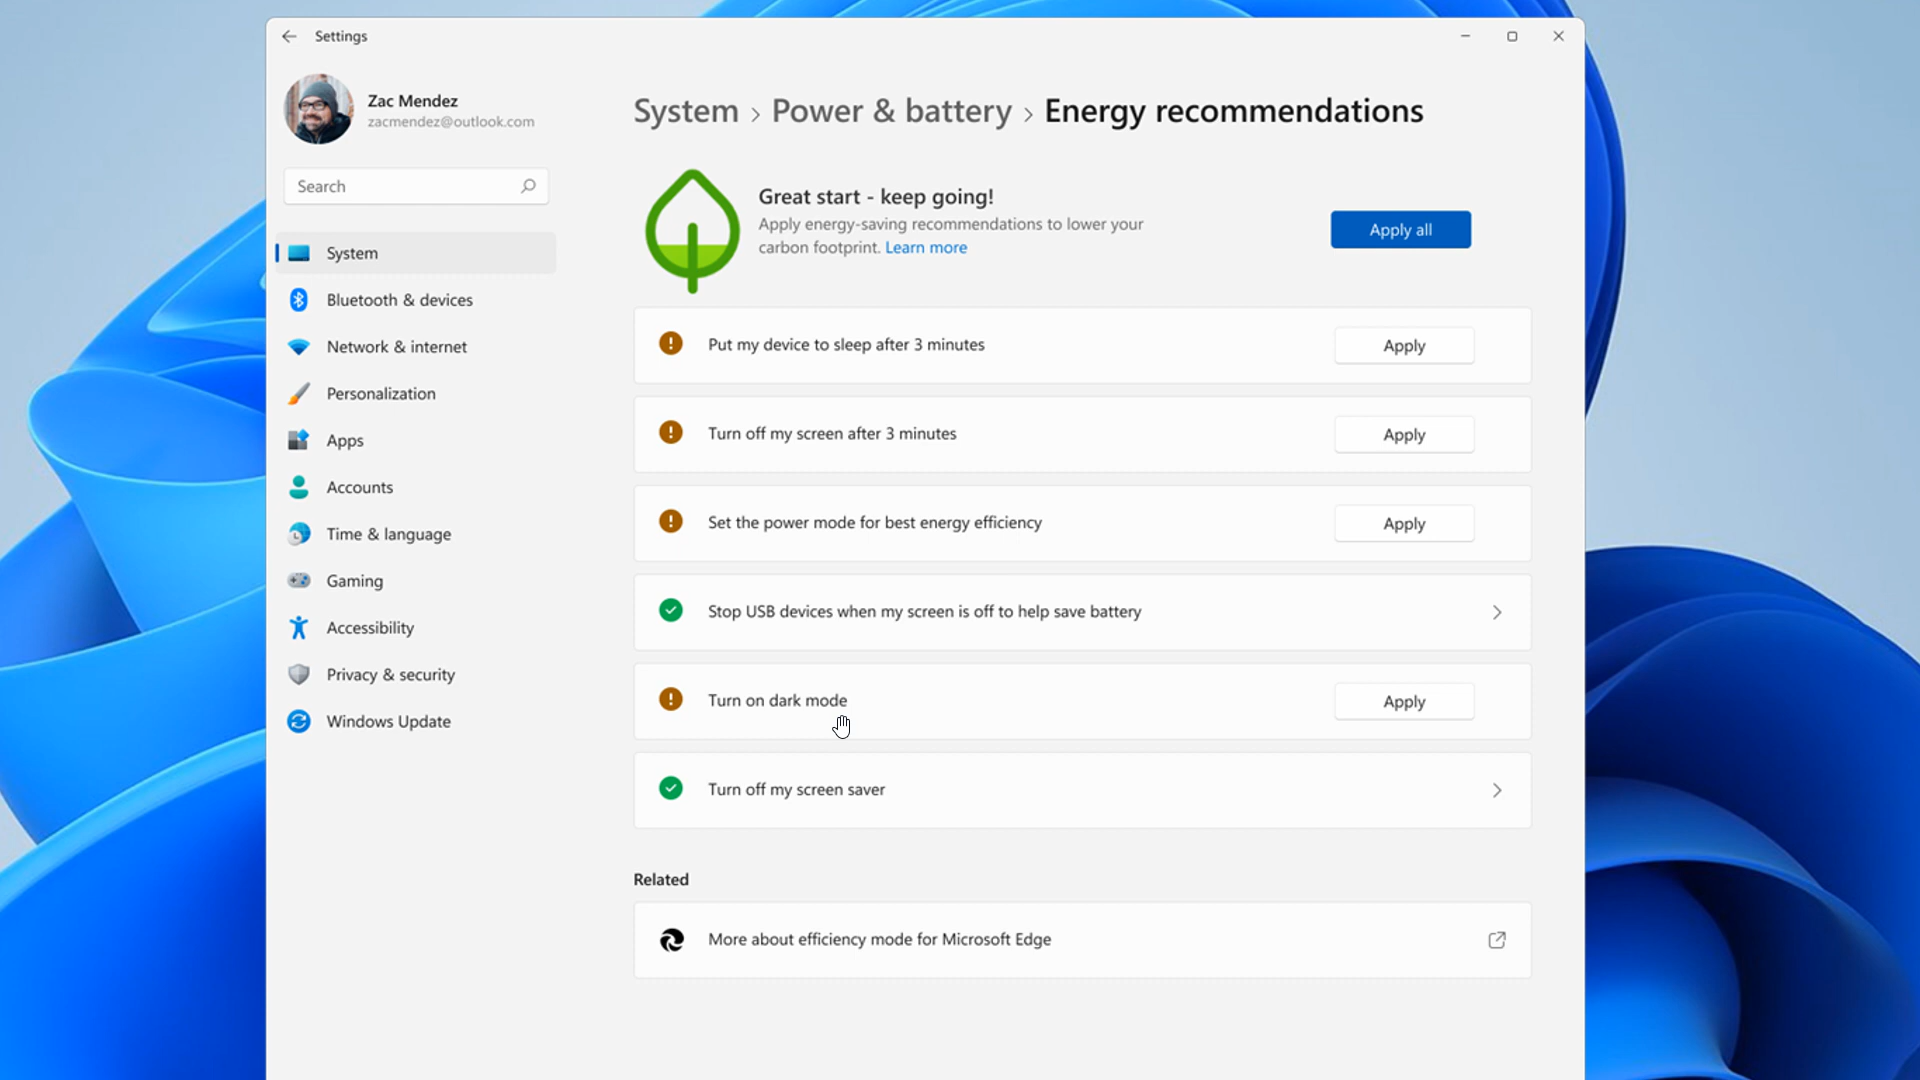 Settings
Zac Mendez
zacmendez@outlook.com
Search
System
Bluetooth & devices
Network & internet
Personalization
Apps
Accounts
Time & language
Gaming
Accessibility
Privacy & security
Windows Update
System › Power & battery › Energy recommendations
Great start - keep going!
Apply energy-saving recommendations to lower your
carbon footprint. Learn more
Apply all
Put my device to sleep after 3 minutes
Apply
Turn off my screen after 3 minutes
Apply
Set the power mode for best energy efficiency
Apply
Stop USB devices when my screen is off to help save battery
Turn on dark mode
Apply
Turn off my screen saver
Related
More about efficiency mode for Microsoft Edge